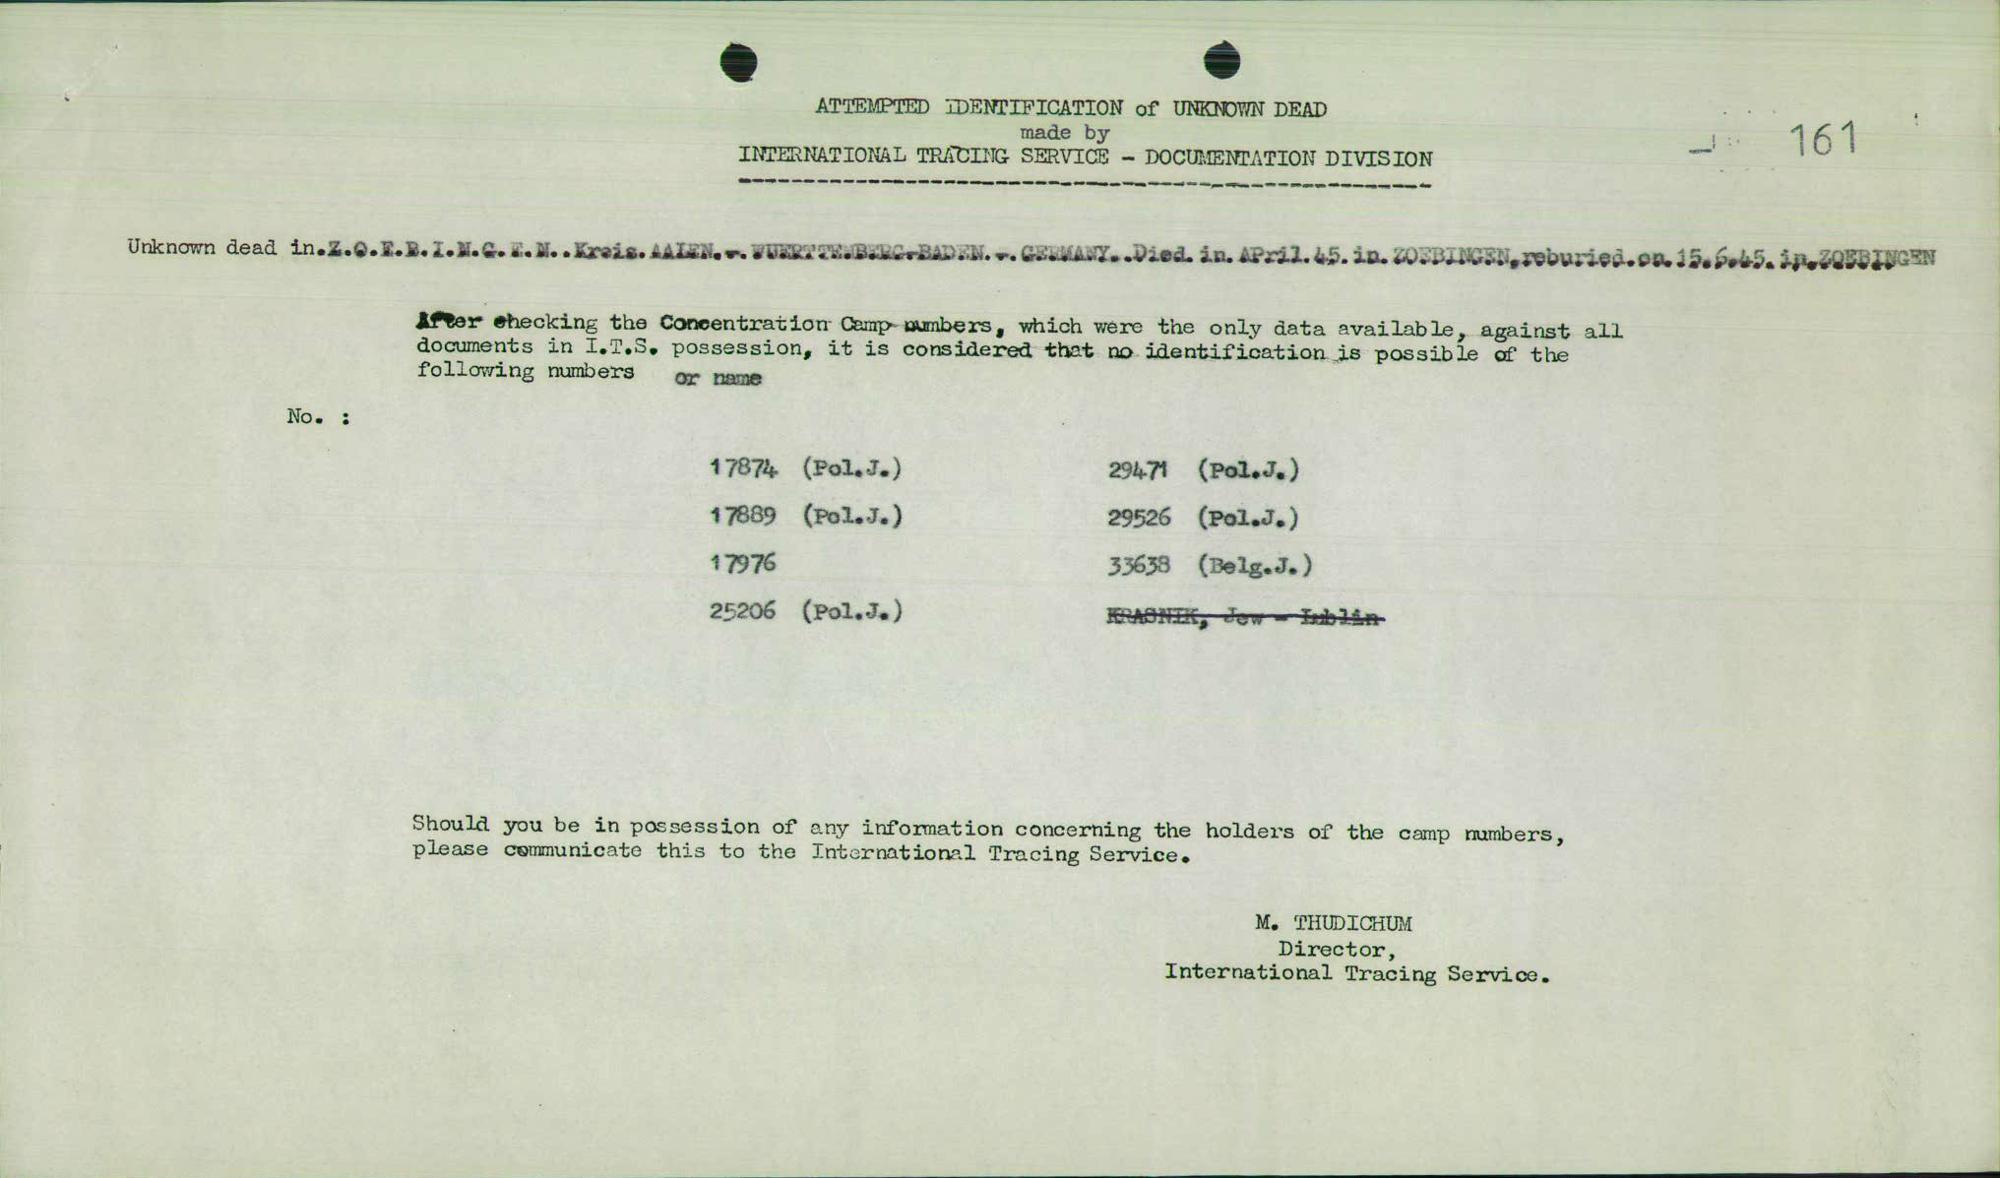 ATTEMPTED IDENTIFICATION of UNKNOWN DEAD
made by
INTERNATIONAL TRACING SERVICE - DOCUMENTATION DIVISION
161
Unknown dead in.Z.O.E.B.I.N.G.E.N..Kreis.AALEN.-.WUERTTEMBERG-BADEN.-.GERMANY..Died.in.APril.45.in.ZOEBINGEN,reburied.on.15.6.45.in.ZOEBINGEN
After checking the Concentration Camp numbers, which were the only data available, against all
documents in I.T.S. possession, it is considered that no identification is possible of the
following numbers or name
No. :
17874 (Pol.J.) 29471 (Pol.J.)
17889 (Pol.J.) 29526 (Pol.J.)
17976 33638 (Belg.J.)
25206 (Pol.J.) KRASNIK, Jew - Lublin
Should you be in possession of any information concerning the holders of the camp numbers,
please communicate this to the International Tracing Service.
M. THUDICHUM
Director,
International Tracing Service.